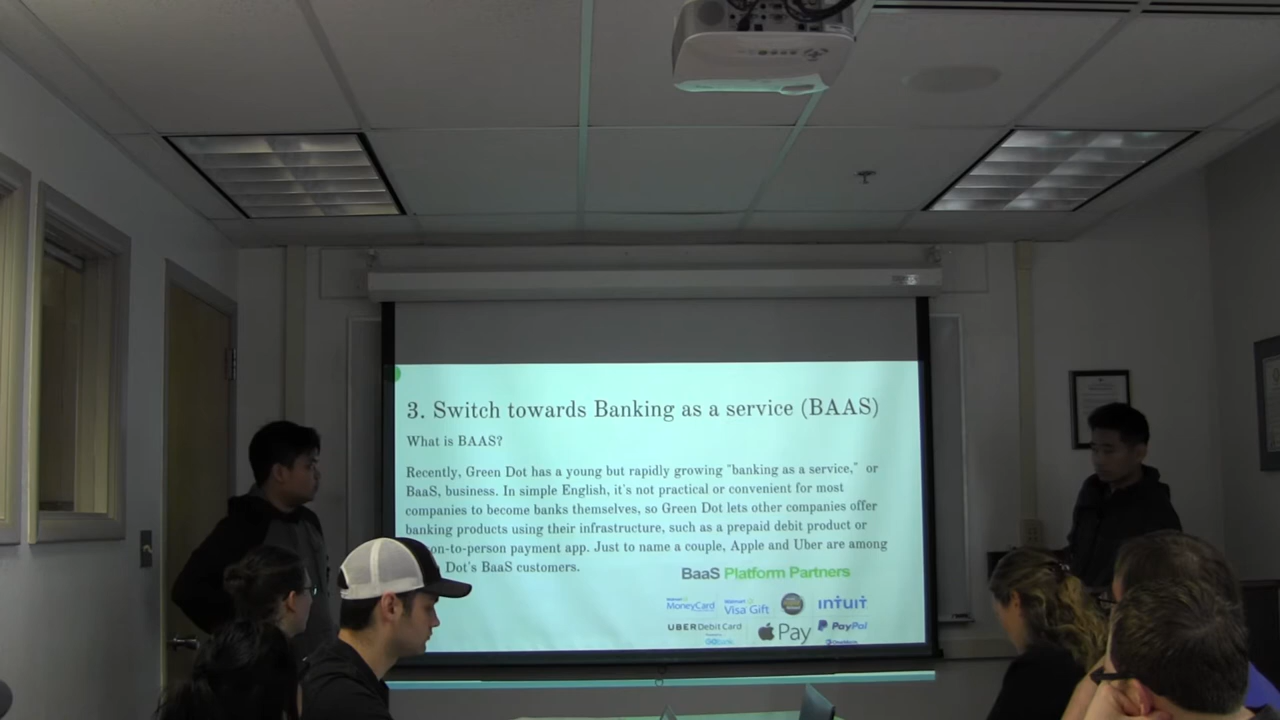 3. Switch towards Banking as a service (BAAS)
What is BAAS?
Recently, Green Dot has a young but rapidly growing "banking as a service," or
BaaS, business. In simple English, it's not practical or convenient for most
companies to become banks themselves, so Green Dot lets other companies offer
banking products using their infrastructure, such as a prepaid debit product or
on-to-person payment app. Just to name a couple, Apple and Uber are among
Dot's BaaS customers.
BaaS Platform Partners
Walmart MoneyCard
Walmart Visa Gift
INTUIT
UBER Debit Card
GObank
Pay
PayPal